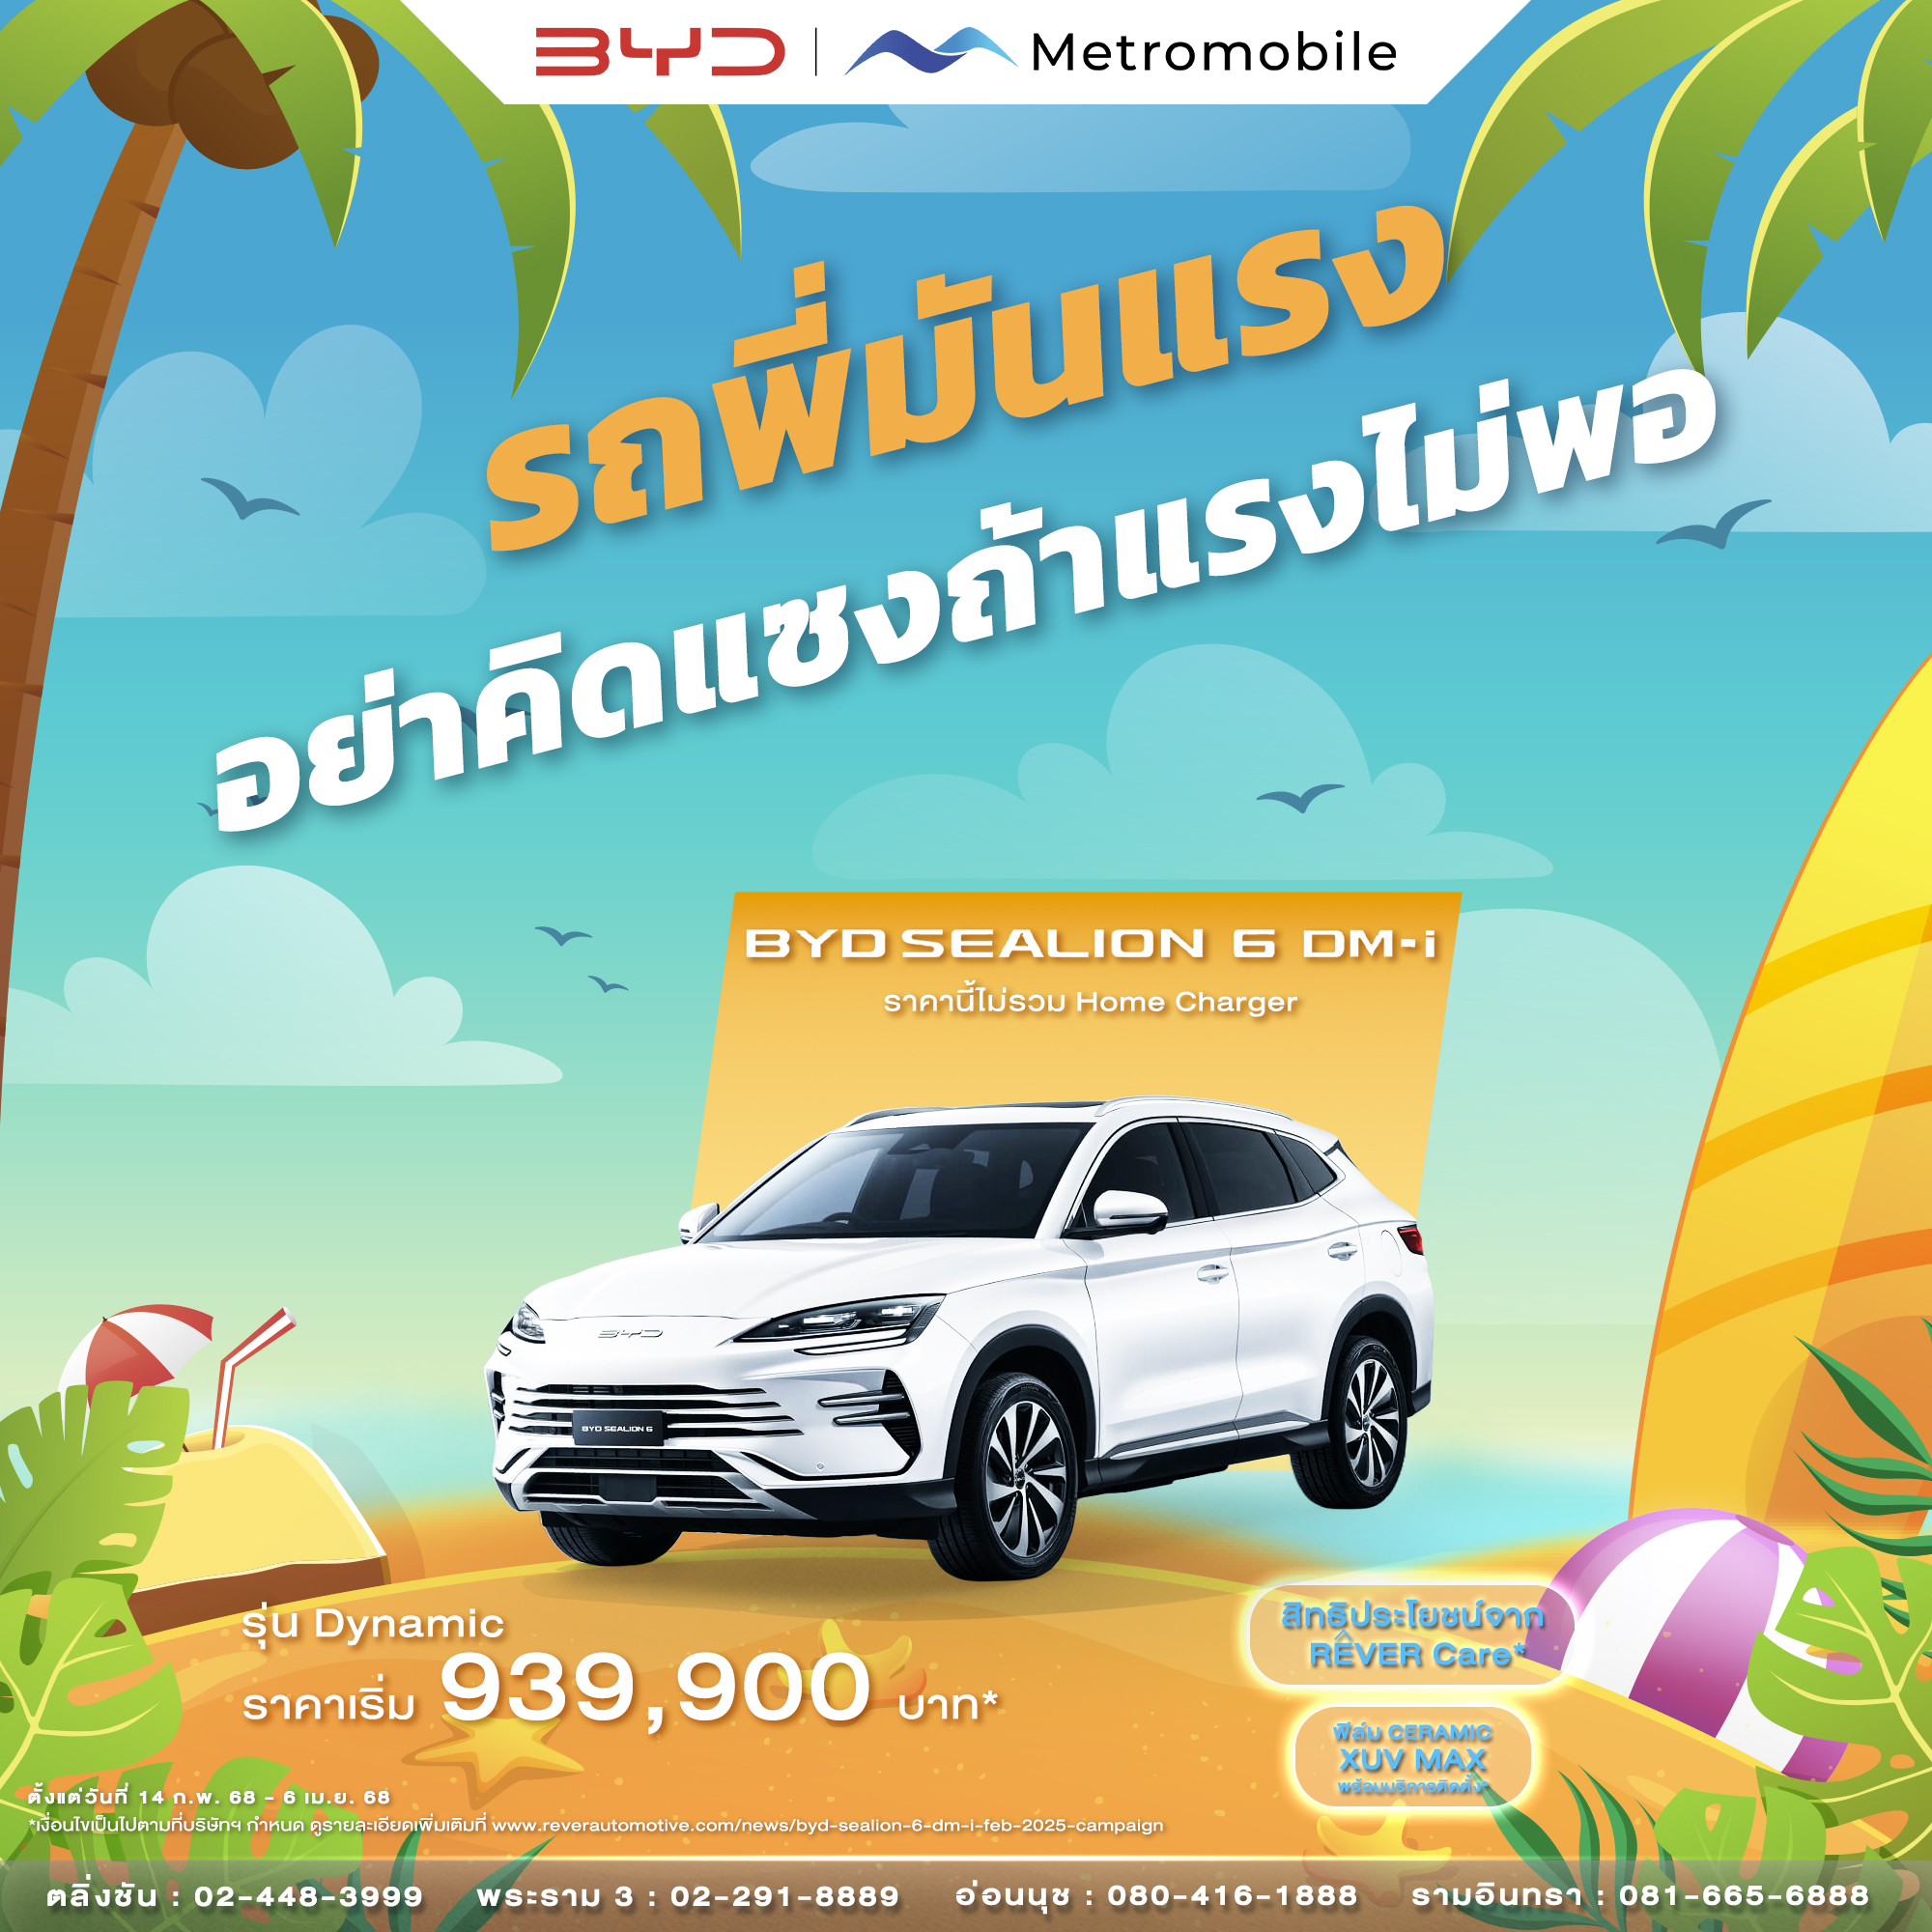 BYD | Metromobile
รถพี่มันแรง
อย่าคิดแซงถ้าแรงไม่พอ
BYD SEALION 6 DM-i
ราคานี้ไม่รวม Home Charger
BYD
BYD SEALION 6
รุ่น Dynamic
ราคาเริ่ม 939,900 บาท*
สิทธิประโยชน์จาก
RÊVER Care*
ฟิล์ม CERAMIC
XUV MAX
พร้อมบริการติดตั้ง*
ตั้งแต่วันที่ 14 ก.พ. 68 - 6 เม.ย. 68
*เงื่อนไขเป็นไปตามที่บริษัทฯ กำหนด ดูรายละเอียดเพิ่มเติมที่ www.reverautomotive.com/news/byd-sealion-6-dm-i-feb-2025-campaign
ตลิ่งชัน : 02-448-3999 พระราม 3 : 02-291-8889 อ่อนนุช : 080-416-1888 รามอินทรา : 081-665-6888